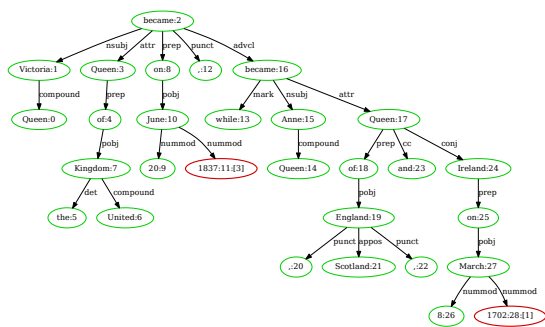 became:2
nsubj attr prep punct advcl
Victoria:1 Queen:3 on:8 ,:12 became:16
compound prep pobj mark nsubj attr
Queen:0 of:4 June:10 while:13 Anne:15 Queen:17
pobj nummod nummod compound prep cc conj
Kingdom:7 20:9 1837:11:[3] Queen:14 of:18 and:23 Ireland:24
det compound pobj prep
the:5 United:6 England:19 on:25
punct appos punct pobj
,:20 Scotland:21 ,:22 March:27
nummod nummod
8:26 1702:28:[1]